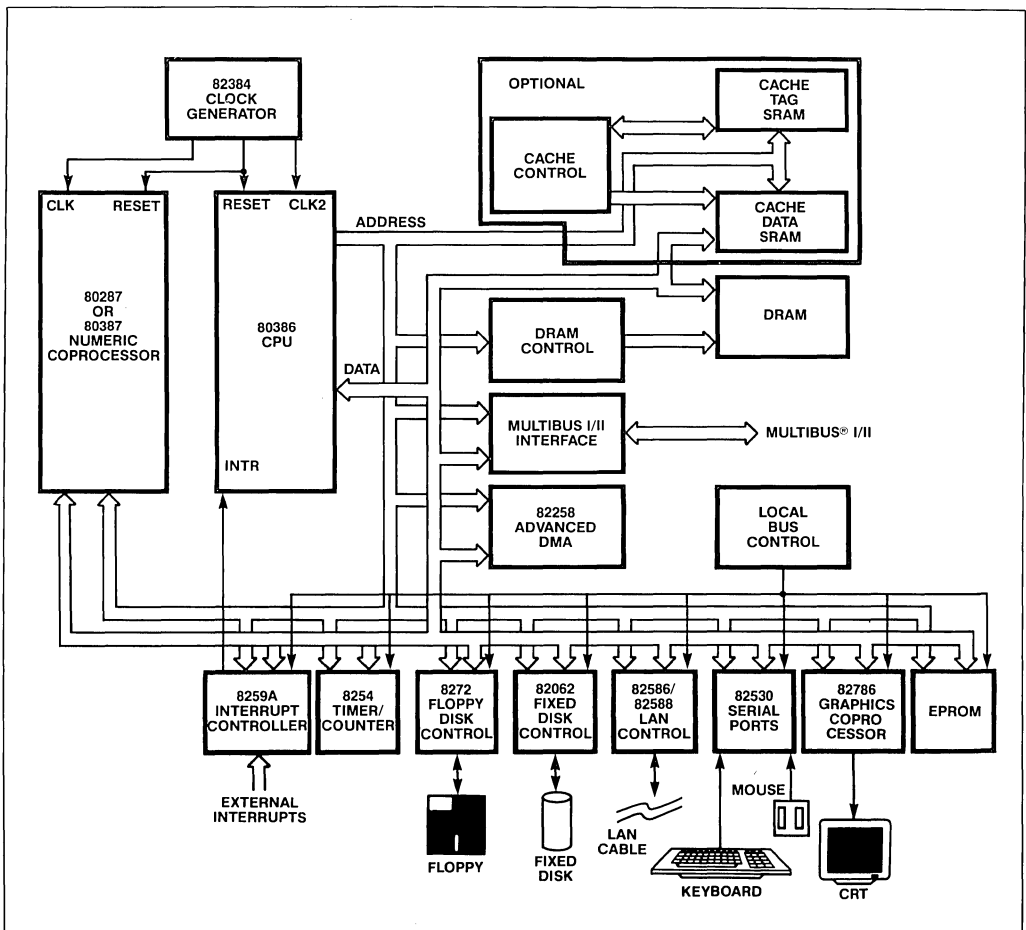 82384
CLOCK
GENERATOR
OPTIONAL
CACHE
TAG
SRAM
CACHE
CONTROL
CACHE
DATA
SRAM
CLK
RESET
80287
OR
80387
NUMERIC
COPROCESSOR
RESET
CLK2
80386
CPU
INTR
ADDRESS
DATA
DRAM
CONTROL
DRAM
MULTIBUS I/II
INTERFACE
MULTIBUS® I/II
82258
ADVANCED
DMA
LOCAL
BUS
CONTROL
8259A
INTERRUPT
CONTROLLER
8254
TIMER/
COUNTER
8272
FLOPPY
DISK
CONTROL
82062
FIXED
DISK
CONTROL
82586/
82588
LAN
CONTROL
82530
SERIAL
PORTS
82786
GRAPHICS
COPRO
CESSOR
EPROM
EXTERNAL
INTERRUPTS
FLOPPY
FIXED
DISK
LAN
CABLE
KEYBOARD
MOUSE
CRT